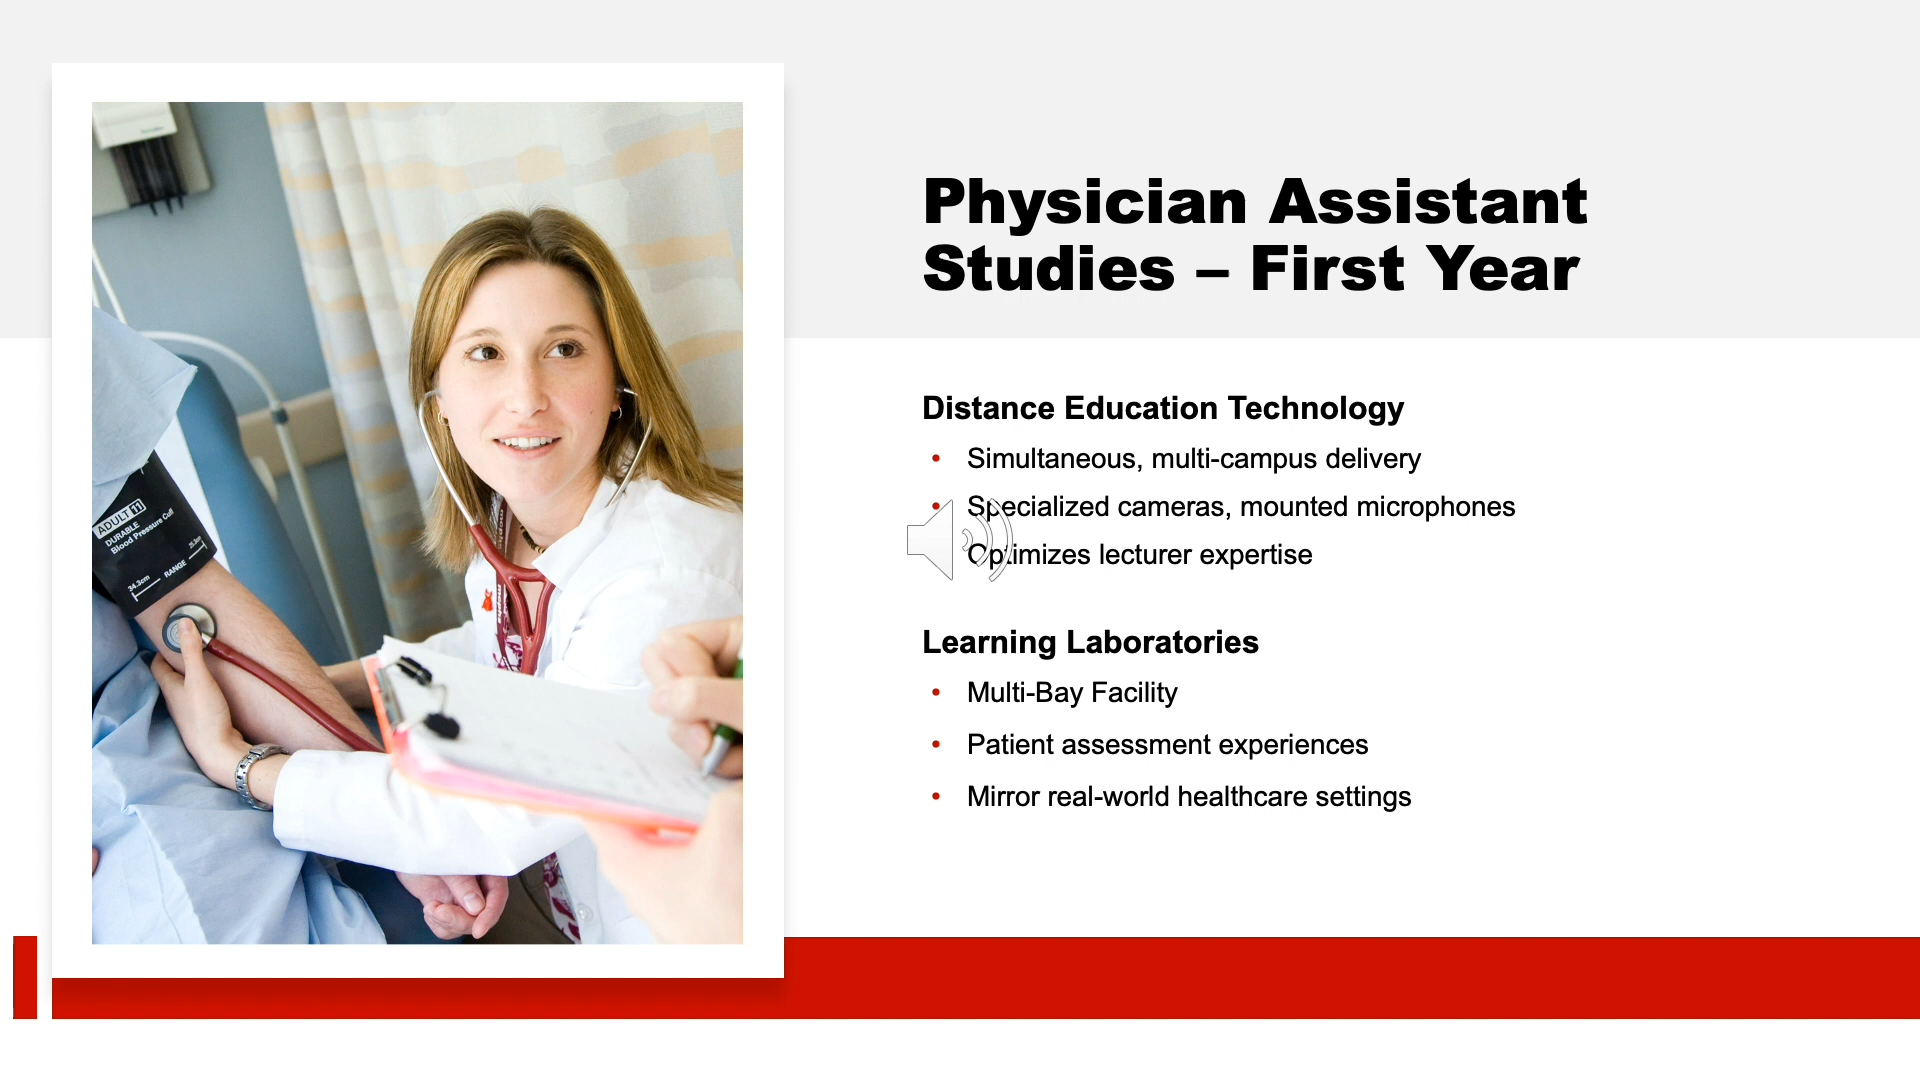 Physician Assistant
Studies – First Year
Distance Education Technology
• Simultaneous, multi-campus delivery
• Specialized cameras, mounted microphones
Optimizes lecturer expertise
Learning Laboratories
• Multi-Bay Facility
• Patient assessment experiences
• Mirror real-world healthcare settings
ADULT 11
DURABLE
Blood Pressure Cuff
34.3cm RANGE